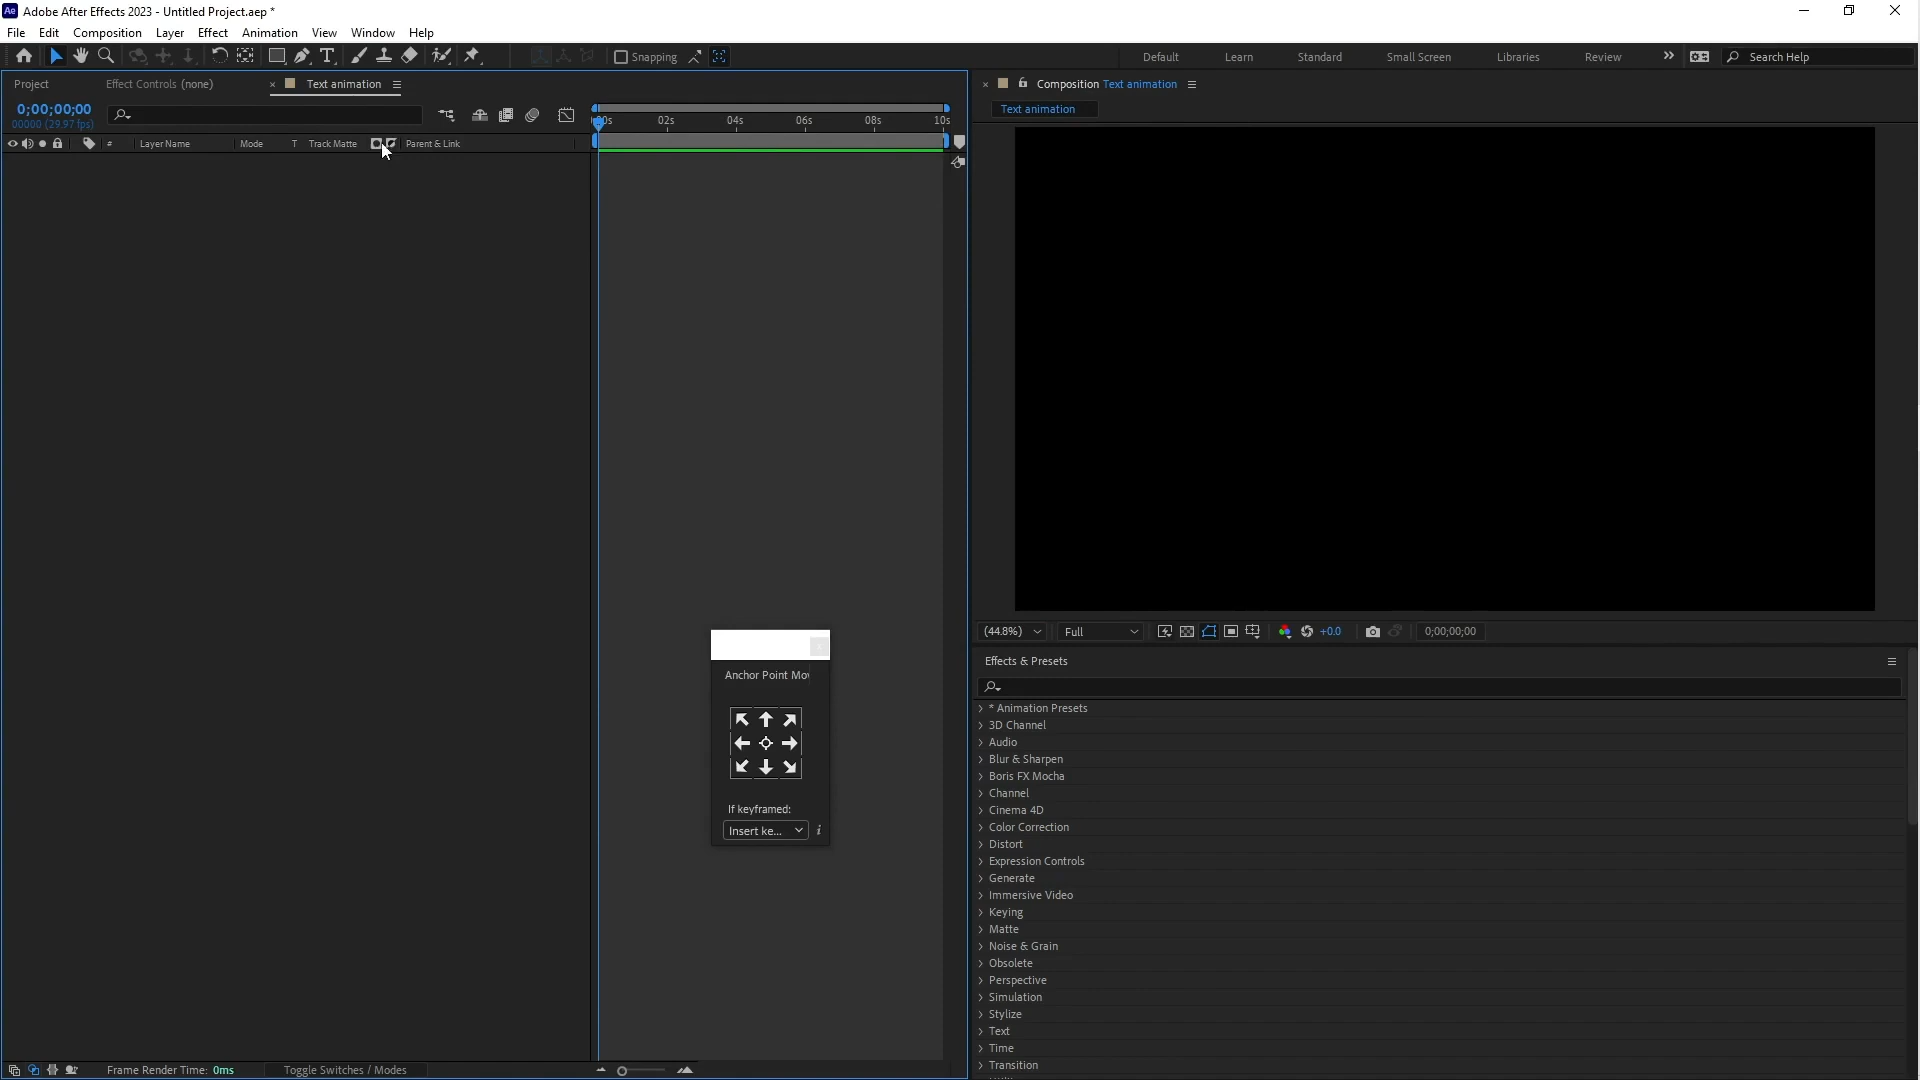 Ae Adobe After Effects 2023 - Untitled Project.aep *
File Edit Composition Layer Effect Animation View Window Help
Snapping Default Learn Standard Small Screen Libraries Review Search Help
Project Effect Controls (none) Text animation
0;00;00;00
00000 (29.97 fps)
# Layer Name Mode T Track Matte Parent & Link
02s 04s 06s 08s 10s
Anchor Point Mo
If keyframed:
Insert ke... i
Frame Render Time: 0ms Toggle Switches / Modes
Composition Text animation
Text animation
(44.8%) Full +0.0 0;00;00;00
Effects & Presets
* Animation Presets
3D Channel
Audio
Blur & Sharpen
Boris FX Mocha
Channel
Cinema 4D
Color Correction
Distort
Expression Controls
Generate
Immersive Video
Keying
Matte
Noise & Grain
Obsolete
Perspective
Simulation
Stylize
Text
Time
Transition